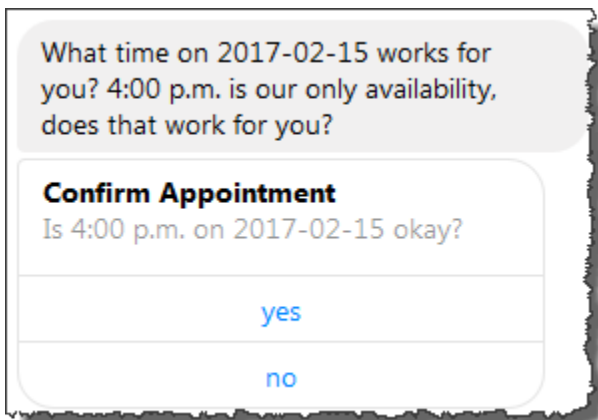 What time on 2017-02-15 works for
you? 4:00 p.m. is our only availability,
does that work for you?
Confirm Appointment
Is 4:00 p.m. on 2017-02-15 okay?
yes
no